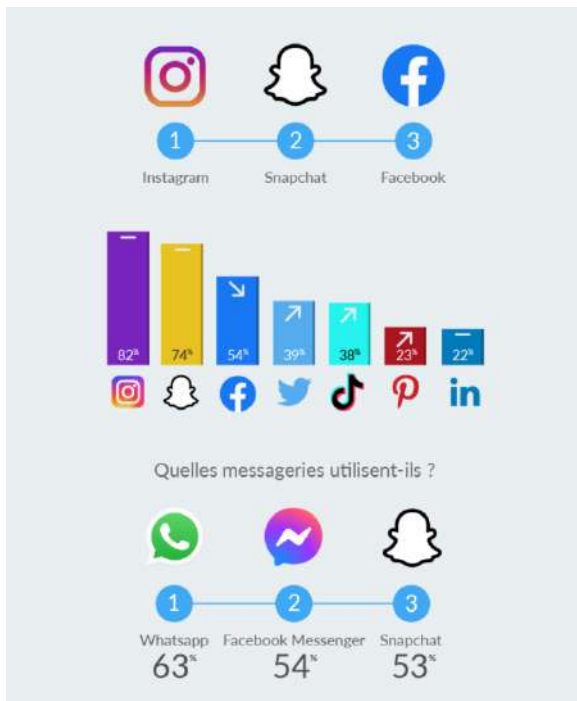 1 2 3
Instagram Snapchat Facebook
82% 74% 54% 39% 38% 23% 22%
in
Quelles messageries utilisent-ils ?
1 2 3
Whatsapp Facebook Messenger Snapchat
63% 54% 53%